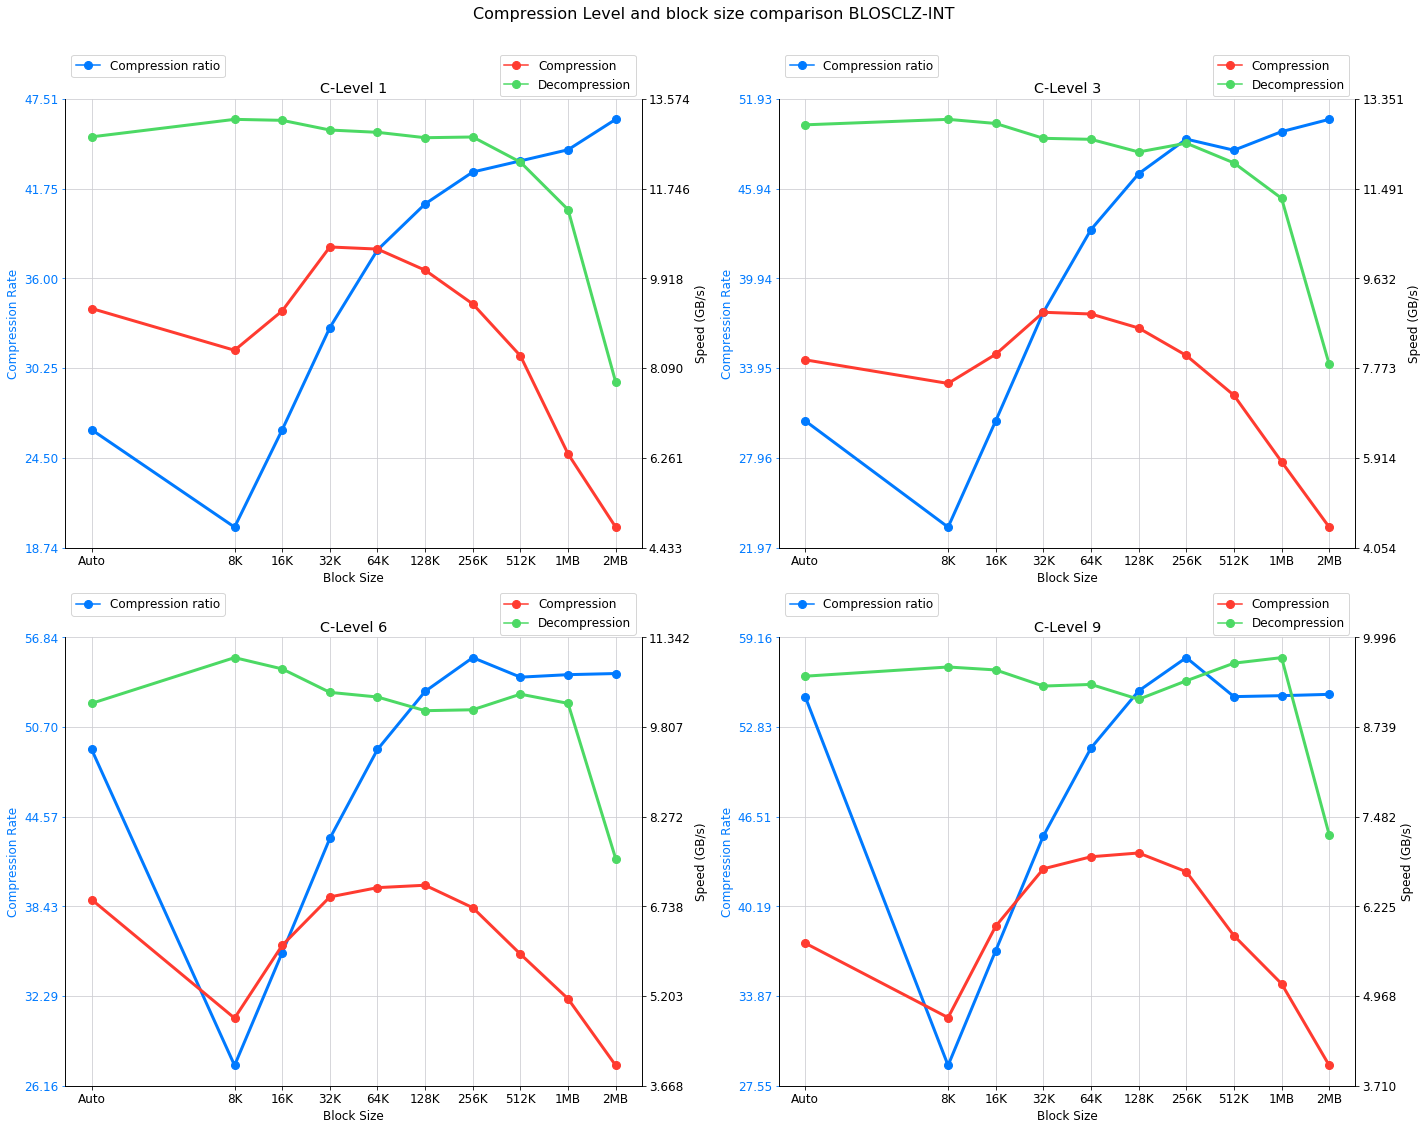 Compression Level and block size comparison BLOSCLZ-INT
Compression ratio
Compression
Decompression
C-Level 1
47.51
41.75
36.00
30.25
24.50
18.74
Compression Rate
13.574
11.746
9.918
8.090
6.261
4.433
Speed (GB/s)
Auto 8K 16K 32K 64K 128K 256K 512K 1MB 2MB
Block Size
Compression ratio
Compression
Decompression
C-Level 3
51.93
45.94
39.94
33.95
27.96
21.97
Compression Rate
13.351
11.491
9.632
7.773
5.914
4.054
Speed (GB/s)
Auto 8K 16K 32K 64K 128K 256K 512K 1MB 2MB
Block Size
Compression ratio
Compression
Decompression
C-Level 6
56.84
50.70
44.57
38.43
32.29
26.16
Compression Rate
11.342
9.807
8.272
6.738
5.203
3.668
Speed (GB/s)
Auto 8K 16K 32K 64K 128K 256K 512K 1MB 2MB
Block Size
Compression ratio
Compression
Decompression
C-Level 9
59.16
52.83
46.51
40.19
33.87
27.55
Compression Rate
9.996
8.739
7.482
6.225
4.968
3.710
Speed (GB/s)
Auto 8K 16K 32K 64K 128K 256K 512K 1MB 2MB
Block Size